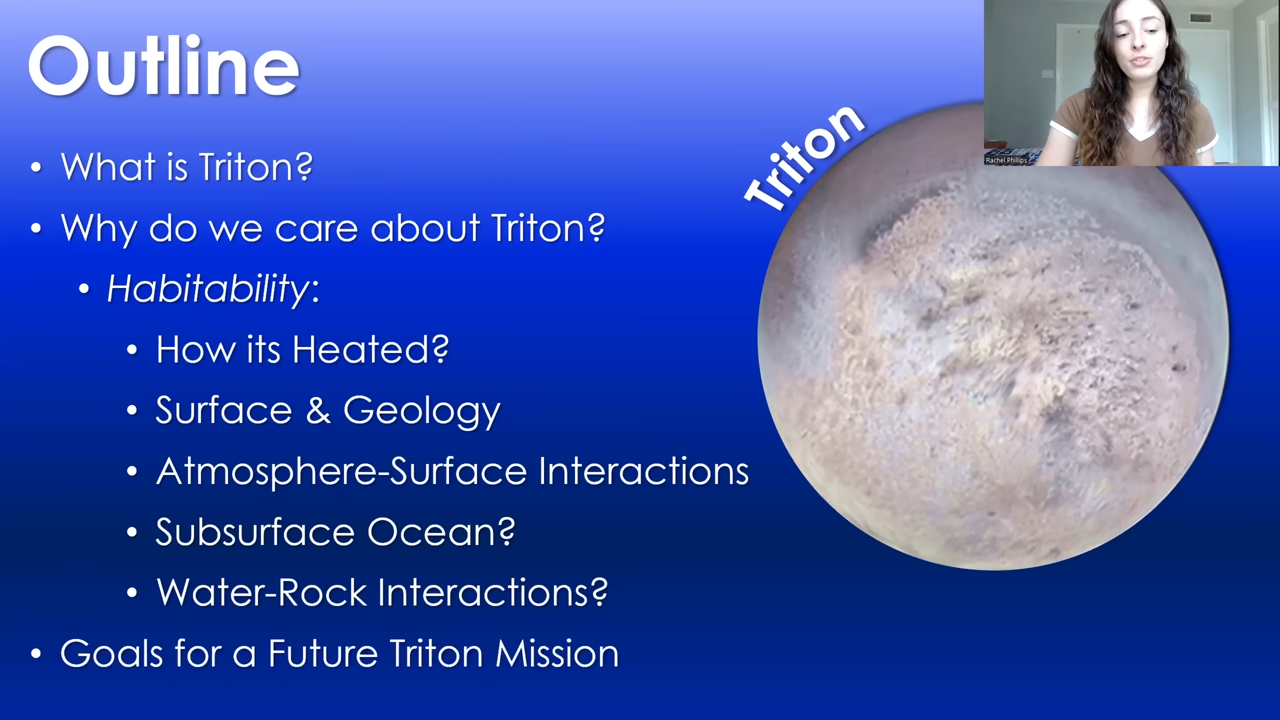 Outline
• What is Triton?
• Why do we care about Triton?
• Habitability:
• How its Heated?
• Surface & Geology
• Atmosphere-Surface Interactions
• Subsurface Ocean?
• Water-Rock Interactions?
• Goals for a Future Triton Mission
Triton
Rachel Phillips